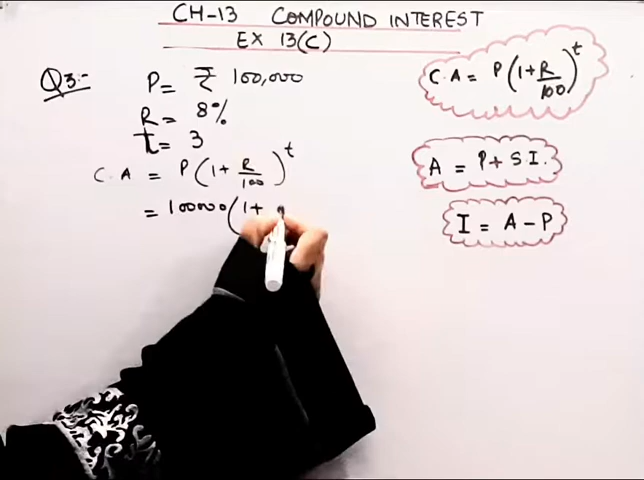 CH-13 COMPOUND INTEREST
EX 13(C)
Q3:- P = ₹ 100,000
R = 8%
t = 3
C.A = P(1 + R/100)^t
= 100000(1 +
C.A = P(1 + R/100)^t
A = P + S.I.
I = A - P